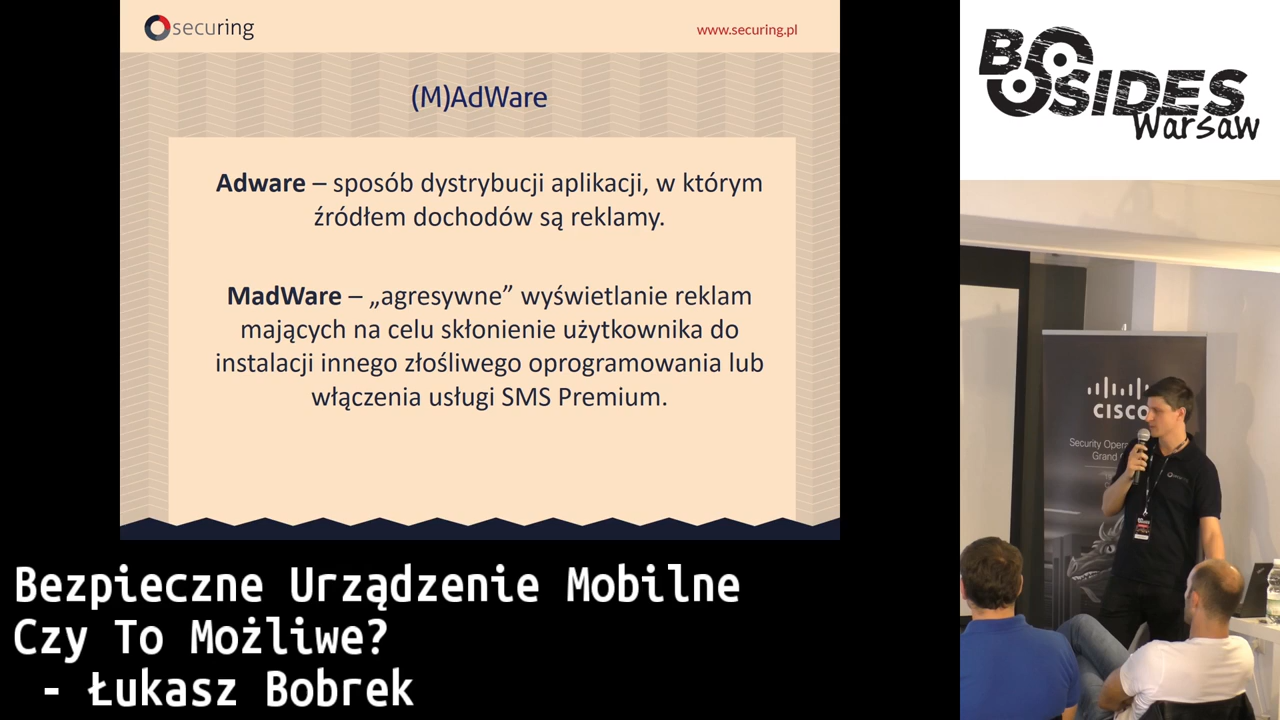 securing
www.securing.pl
(M)AdWare
Adware – sposób dystrybucji aplikacji, w którym
źródłem dochodów są reklamy.
MadWare – „agresywne” wyświetlanie reklam
mających na celu skłonienie użytkownika do
instalacji innego złośliwego oprogramowania lub
włączenia usługi SMS Premium.
Bezpieczne Urządzenie Mobilne
Czy To Możliwe?
- Łukasz Bobrek
BSIDES
Warsaw
CISCO
Security
Grand